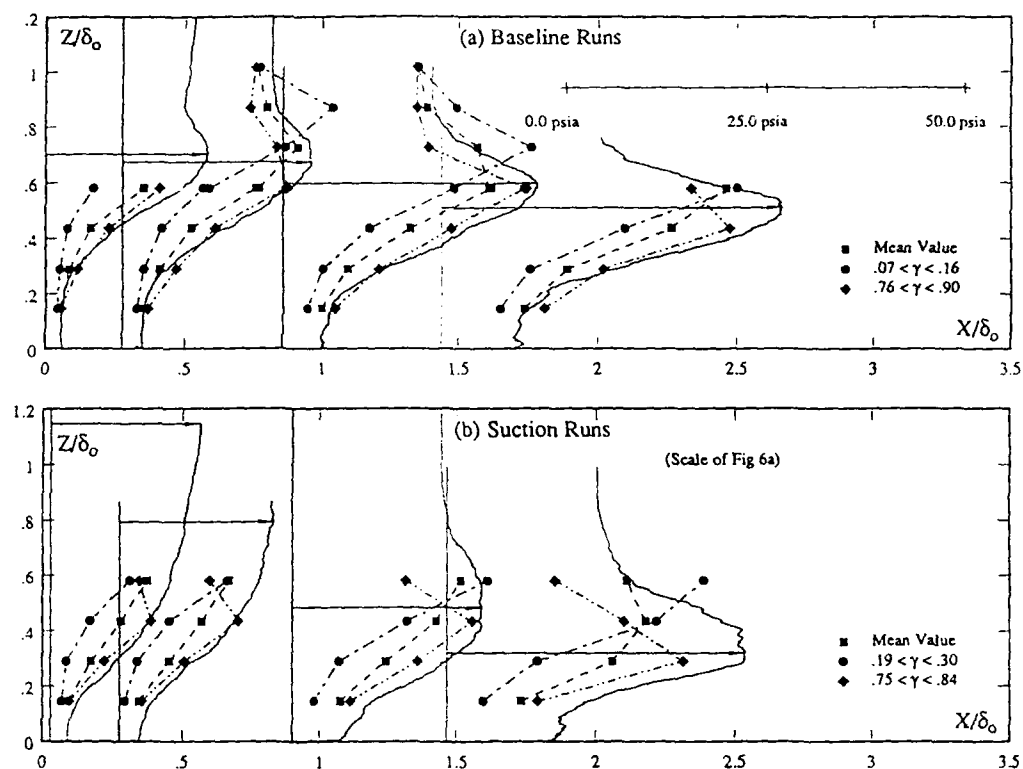 (a) Baseline Runs
Z/δo
.2
1
.8
.6
.4
.2
0
0.0 psia 25.0 psia 50.0 psia
Mean Value
.07 < γ < .16
.76 < γ < .90
X/δo
0 .5 1 1.5 2 2.5 3 3.5
(b) Suction Runs
(Scale of Fig 6a)
Z/δo
1.2
1
.8
.6
.4
.2
0
Mean Value
.19 < γ < .30
.75 < γ < .84
X/δo
0 .5 1 1.5 2 2.5 3 3.5